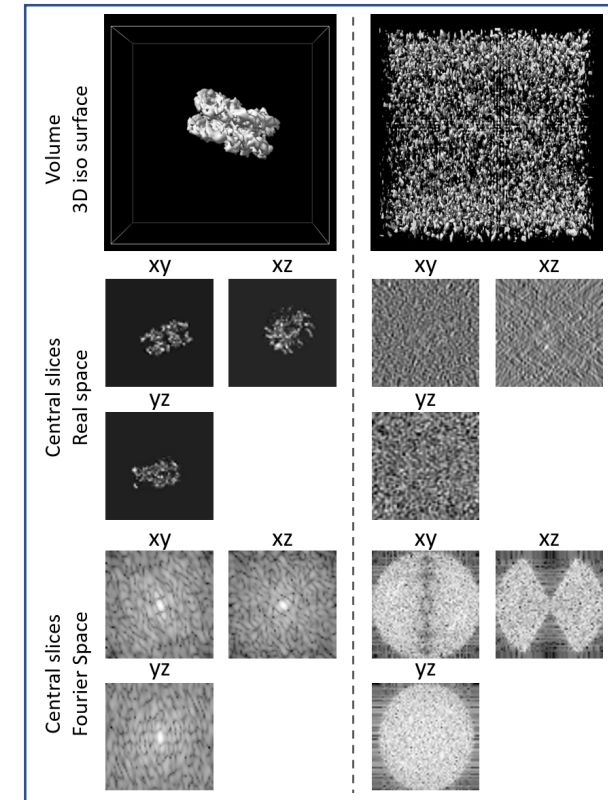 Volume
3D iso surface
xy
xz
xy
xz
Central slices
Real space
yz
yz
xy
xz
xy
xz
Central slices
Fourier Space
yz
yz